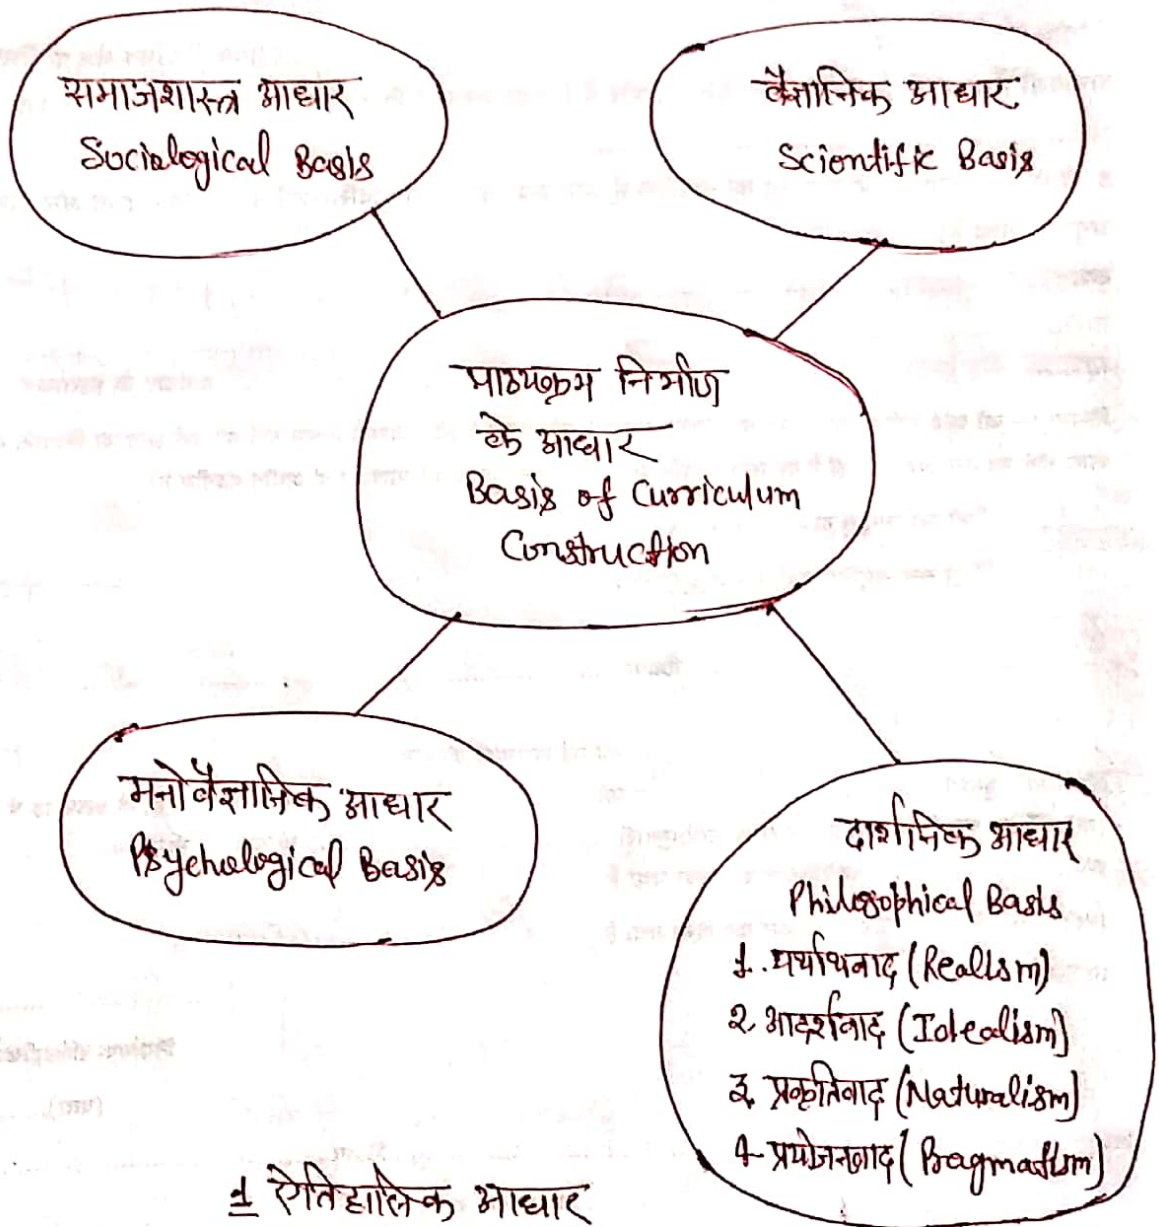 समाजशास्त्र आधार
Sociological Basis
वैज्ञानिक आधार
Scientific Basis
पाठ्यक्रम निर्माण
के आधार
Basis of Curriculum
Construction
मनोवैज्ञानिक आधार
Psychological Basis
दार्शनिक आधार
Philosophical Basis
1. यर्थाथवाद (Realism)
2. आदर्शवाद (Idealism)
3. प्रकृतिवाद (Naturalism)
4- प्रयोजनवाद (Pragmatism)
1 ऐतिहासिक आधार